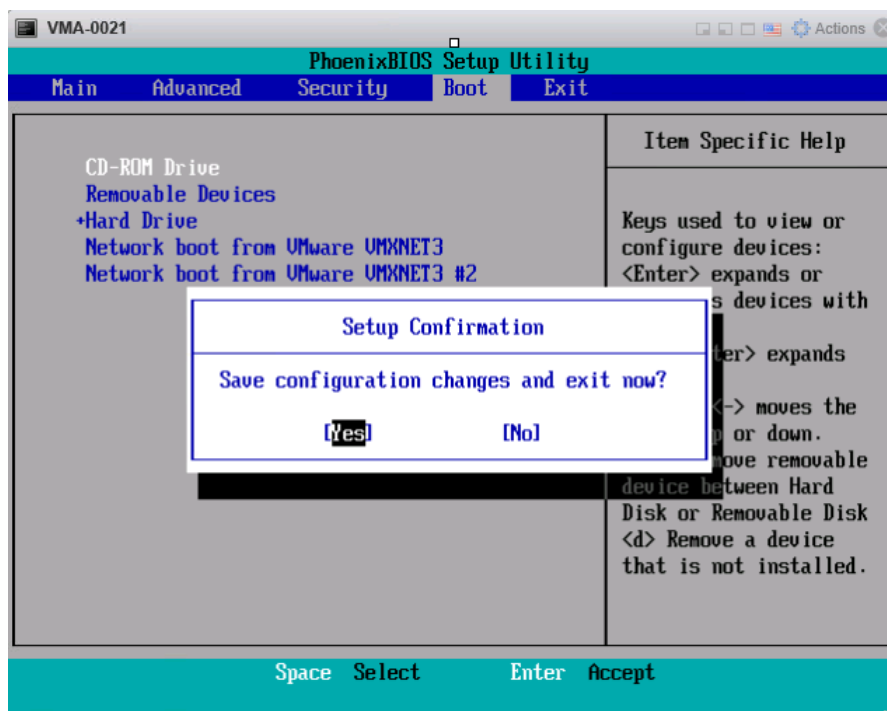 VMA-0021
Actions
PhoenixBIOS Setup Utility
Main Advanced Security Boot Exit
CD-ROM Drive
Removable Devices
+Hard Drive
Network boot from VMware VMXNET3
Network boot from VMware VMXNET3 #2
Item Specific Help
Keys used to view or
configure devices:
<Enter> expands or
s devices with
ter> expands
<-> moves the
p or down.
move removable
device between Hard
Disk or Removable Disk
<d> Remove a device
that is not installed.
Setup Confirmation
Save configuration changes and exit now?
[Yes] [No]
Space Select Enter Accept